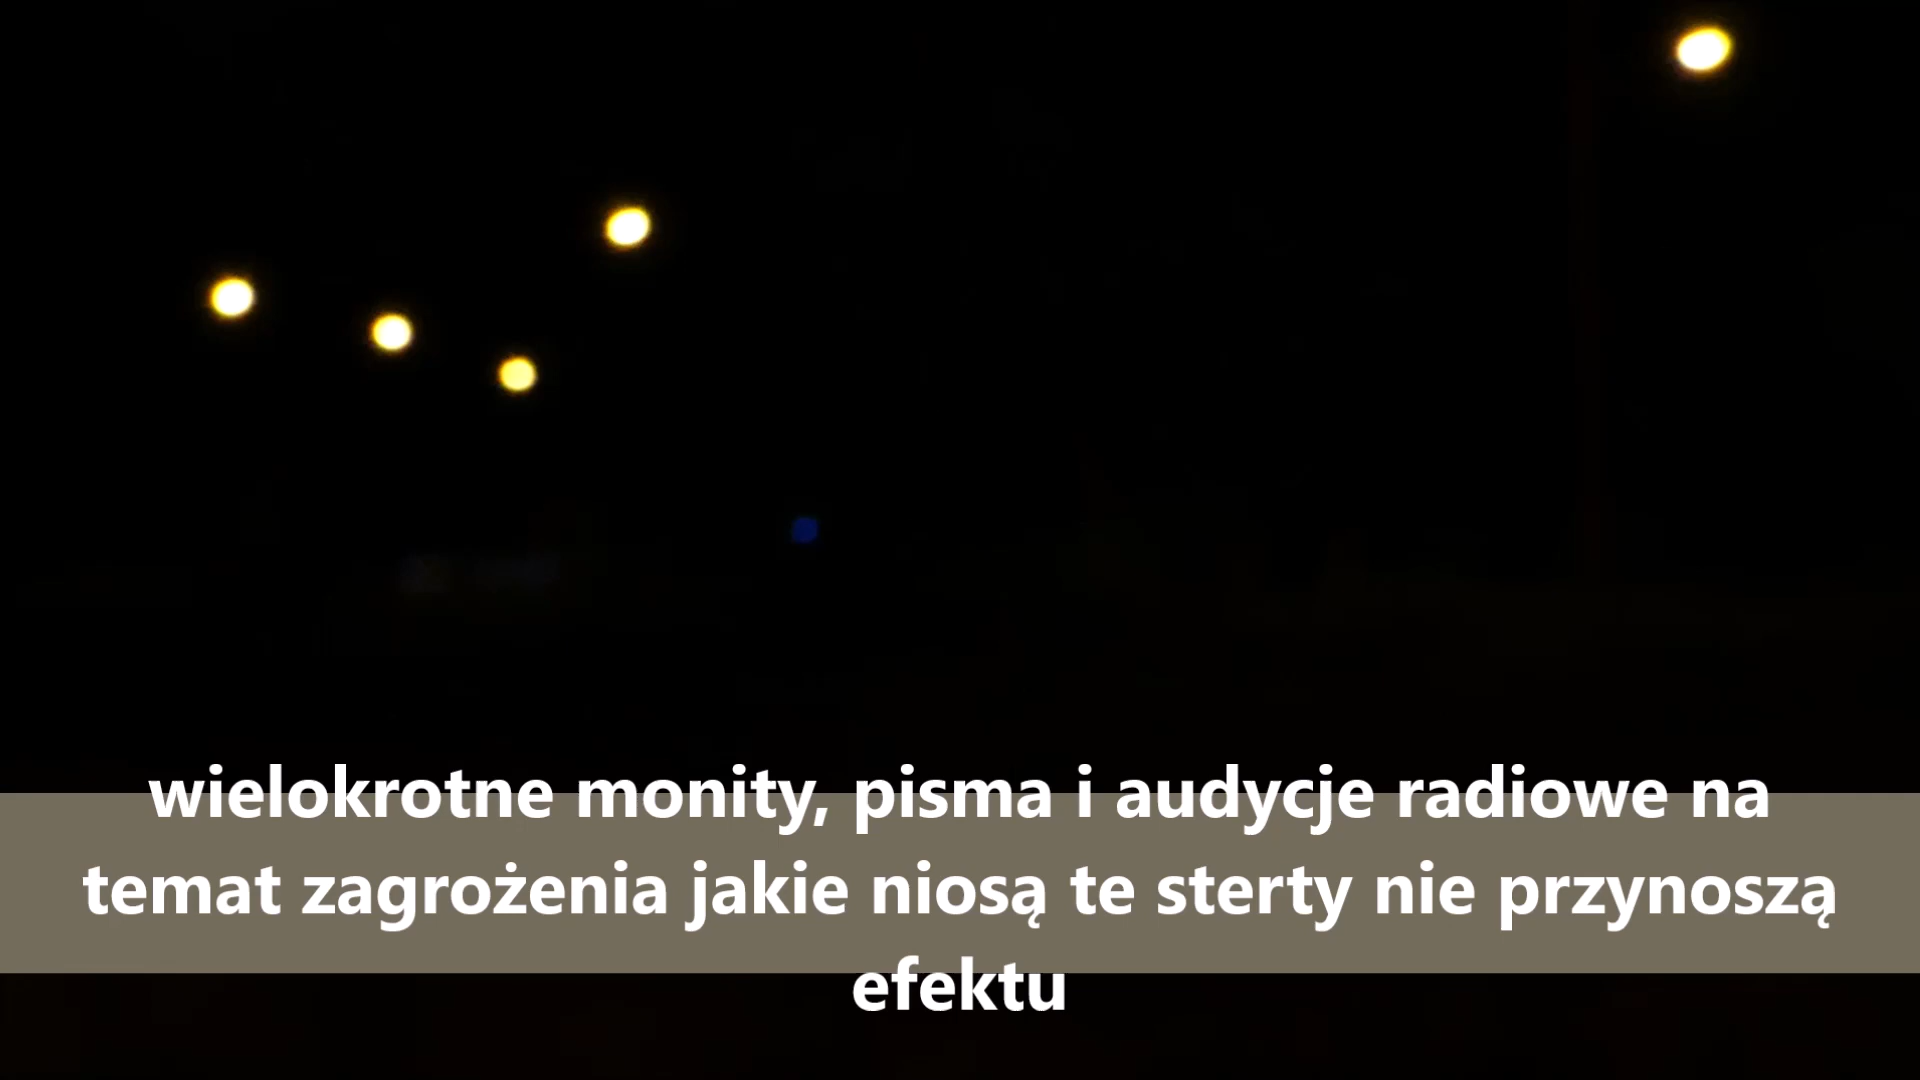 wielokrotne monity, pisma i audycje radiowe na
temat zagrożenia jakie niosą te sterty nie przynoszą
efektu